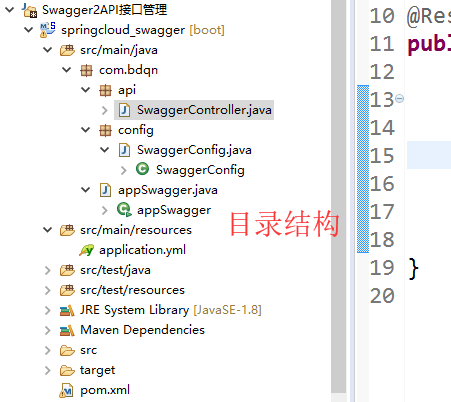 Swagger2API接口管理
springcloud_swagger [boot]
src/main/java
com.bdqn
api
SwaggerController.java
config
SwaggerConfig.java
SwaggerConfig
appSwagger.java
appSwagger
src/main/resources
application.yml
src/test/java
src/test/resources
JRE System Library [JavaSE-1.8]
Maven Dependencies
src
target
pom.xml
目录结构
10 @Res
11 publ
12
13
14
15
16
17
18
19 }
20